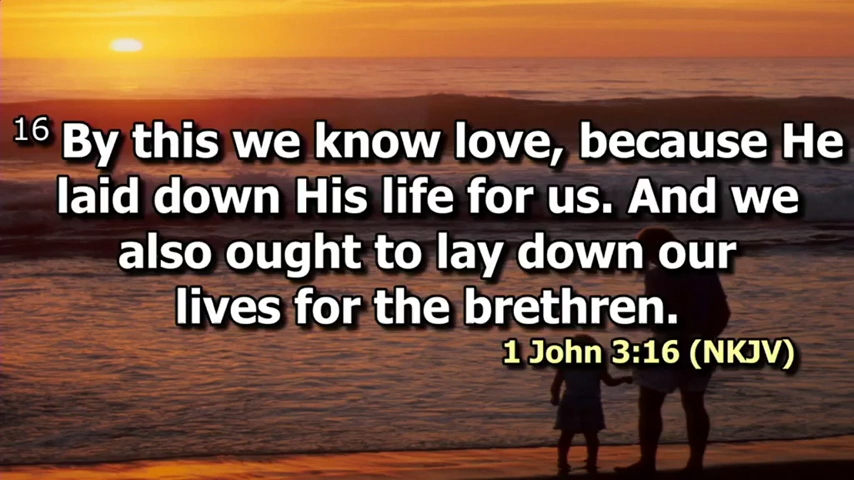 16 By this we know love, because He
laid down His life for us. And we
also ought to lay down our
lives for the brethren.
1 John 3:16 (NKJV)